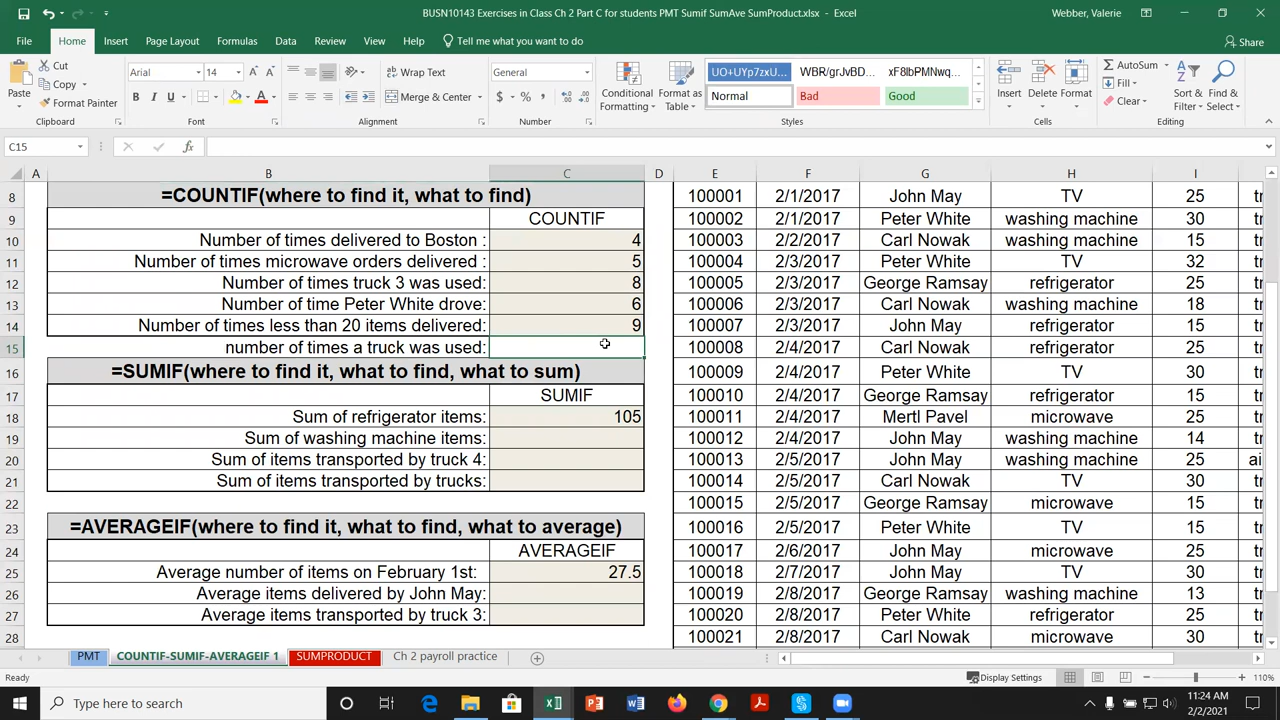 BUSN10143 Exercises in Class Ch 2 Part C for students PMT Sumif SumAve SumProduct.xlsx - Excel
Webber, Valerie
File Home Insert Page Layout Formulas Data Review View Help Tell me what you want to do Share
Paste Cut Copy Format Painter
Arial 14
B I U
Wrap Text
Merge & Center
General
$ % ,
Conditional Formatting Format as Table
UO+UYp7zxU... WBR/grJvBD... xF8lbPMNwq...
Normal Bad Good
Insert Delete Format
AutoSum Fill Clear
Sort & Filter Find & Select
Clipboard Font Alignment Number Styles Cells Editing
C15 fx
A B C D E F G H I
8 =COUNTIF(where to find it, what to find) 100001 2/1/2017 John May TV 25 tr
9 COUNTIF 100002 2/1/2017 Peter White washing machine 30 tr
10 Number of times delivered to Boston : 4 100003 2/2/2017 Carl Nowak washing machine 15 tr
11 Number of times microwave orders delivered : 5 100004 2/3/2017 Peter White TV 32 tr
12 Number of times truck 3 was used: 8 100005 2/3/2017 George Ramsay refrigerator 25 tr
13 Number of time Peter White drove: 6 100006 2/3/2017 Carl Nowak washing machine 18 tr
14 Number of times less than 20 items delivered: 9 100007 2/3/2017 John May refrigerator 25 tr
15 number of times a truck was used: 100008 2/4/2017 Carl Nowak refrigerator 25 tr
16 =SUMIF(where to find it, what to find, what to sum) 100009 2/4/2017 Peter White TV 30 tr
17 SUMIF 100010 2/4/2017 George Ramsay refrigerator 15 tr
18 Sum of refrigerator items: 105 100011 2/4/2017 Mertl Pavel microwave 25 tr
19 Sum of washing machine items: 100012 2/4/2017 John May washing machine 14 tr
20 Sum of items transported by truck 4: 100013 2/5/2017 John May washing machine 25 ai
21 Sum of items transported by trucks: 100014 2/5/2017 Carl Nowak TV 30 tr
22 100015 2/5/2017 George Ramsay microwave 15 tr
23 =AVERAGEIF(where to find it, what to find, what to average) 100016 2/5/2017 Peter White TV 15 tr
24 AVERAGEIF 100017 2/6/2017 John May microwave 25 tr
25 Average number of items on February 1st: 27.5 100018 2/7/2017 John May TV 30 tr
26 Average items delivered by John May: 100019 2/8/2017 George Ramsay washing machine 13 tr
27 Average items transported by truck 3: 100020 2/8/2017 Peter White refrigerator 25 tr
28 100021 2/8/2017 Carl Nowak microwave 30 tr
PMT COUNTIF-SUMIF-AVERAGEIF 1 SUMPRODUCT Ch 2 payroll practice
Ready Display Settings 110%
Type here to search
11:24 AM
2/2/2021